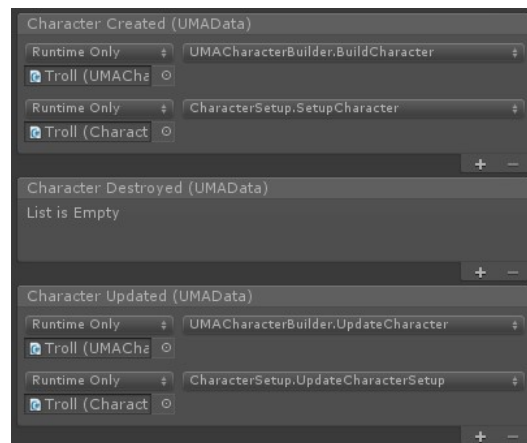 Character Created (UMAData)
Runtime Only UMACharacterBuilder.BuildCharacter
Troll (UMACha
Runtime Only CharacterSetup.SetupCharacter
Troll (Charact
+ −
Character Destroyed (UMAData)
List is Empty
+ −
Character Updated (UMAData)
Runtime Only UMACharacterBuilder.UpdateCharacter
Troll (UMACha
Runtime Only CharacterSetup.UpdateCharacterSetup
Troll (Charact
+ −